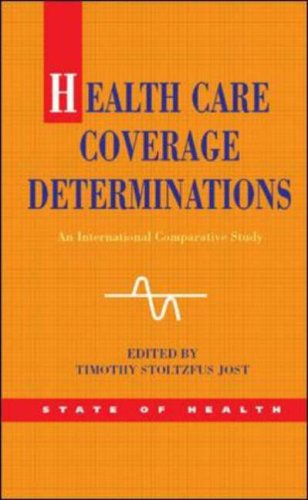 HEALTH CARE
COVERAGE
DETERMINATIONS
An International Comparative Study
EDITED BY
TIMOTHY STOLTZFUS JOST
STATE OF HEALTH